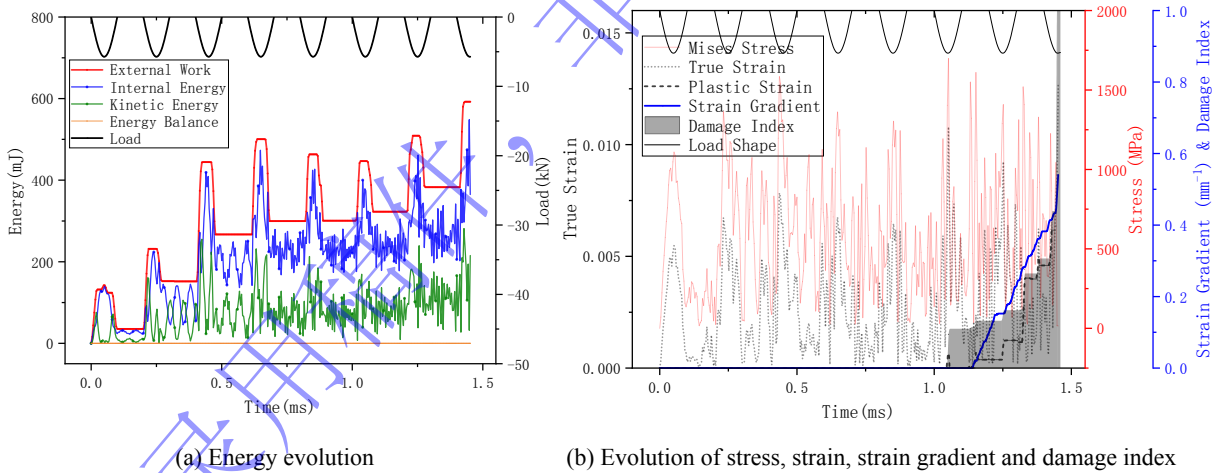 800
700
600
500
400
300
200
100
0
Energy(mJ)
External Work
Internal Energy
Kinetic Energy
Energy Balance
Load
0
-10
-20
-30
-40
-50
Load(kN)
0.0 0.5 1.0 1.5
Time(ms)
(a) Energy evolution
0.015
0.010
0.005
0.000
True Strain
Mises Stress
True Strain
Plastic Strain
Strain Gradient
Damage Index
Load Shape
2000
1500
1000
500
0
Stress (MPa)
1.0
0.8
0.6
0.4
0.2
0.0
Strain Gradient (mm⁻¹) & Damage Index
0.0 0.5 1.0 1.5
Time(ms)
(b) Evolution of stress, strain, strain gradient and damage index